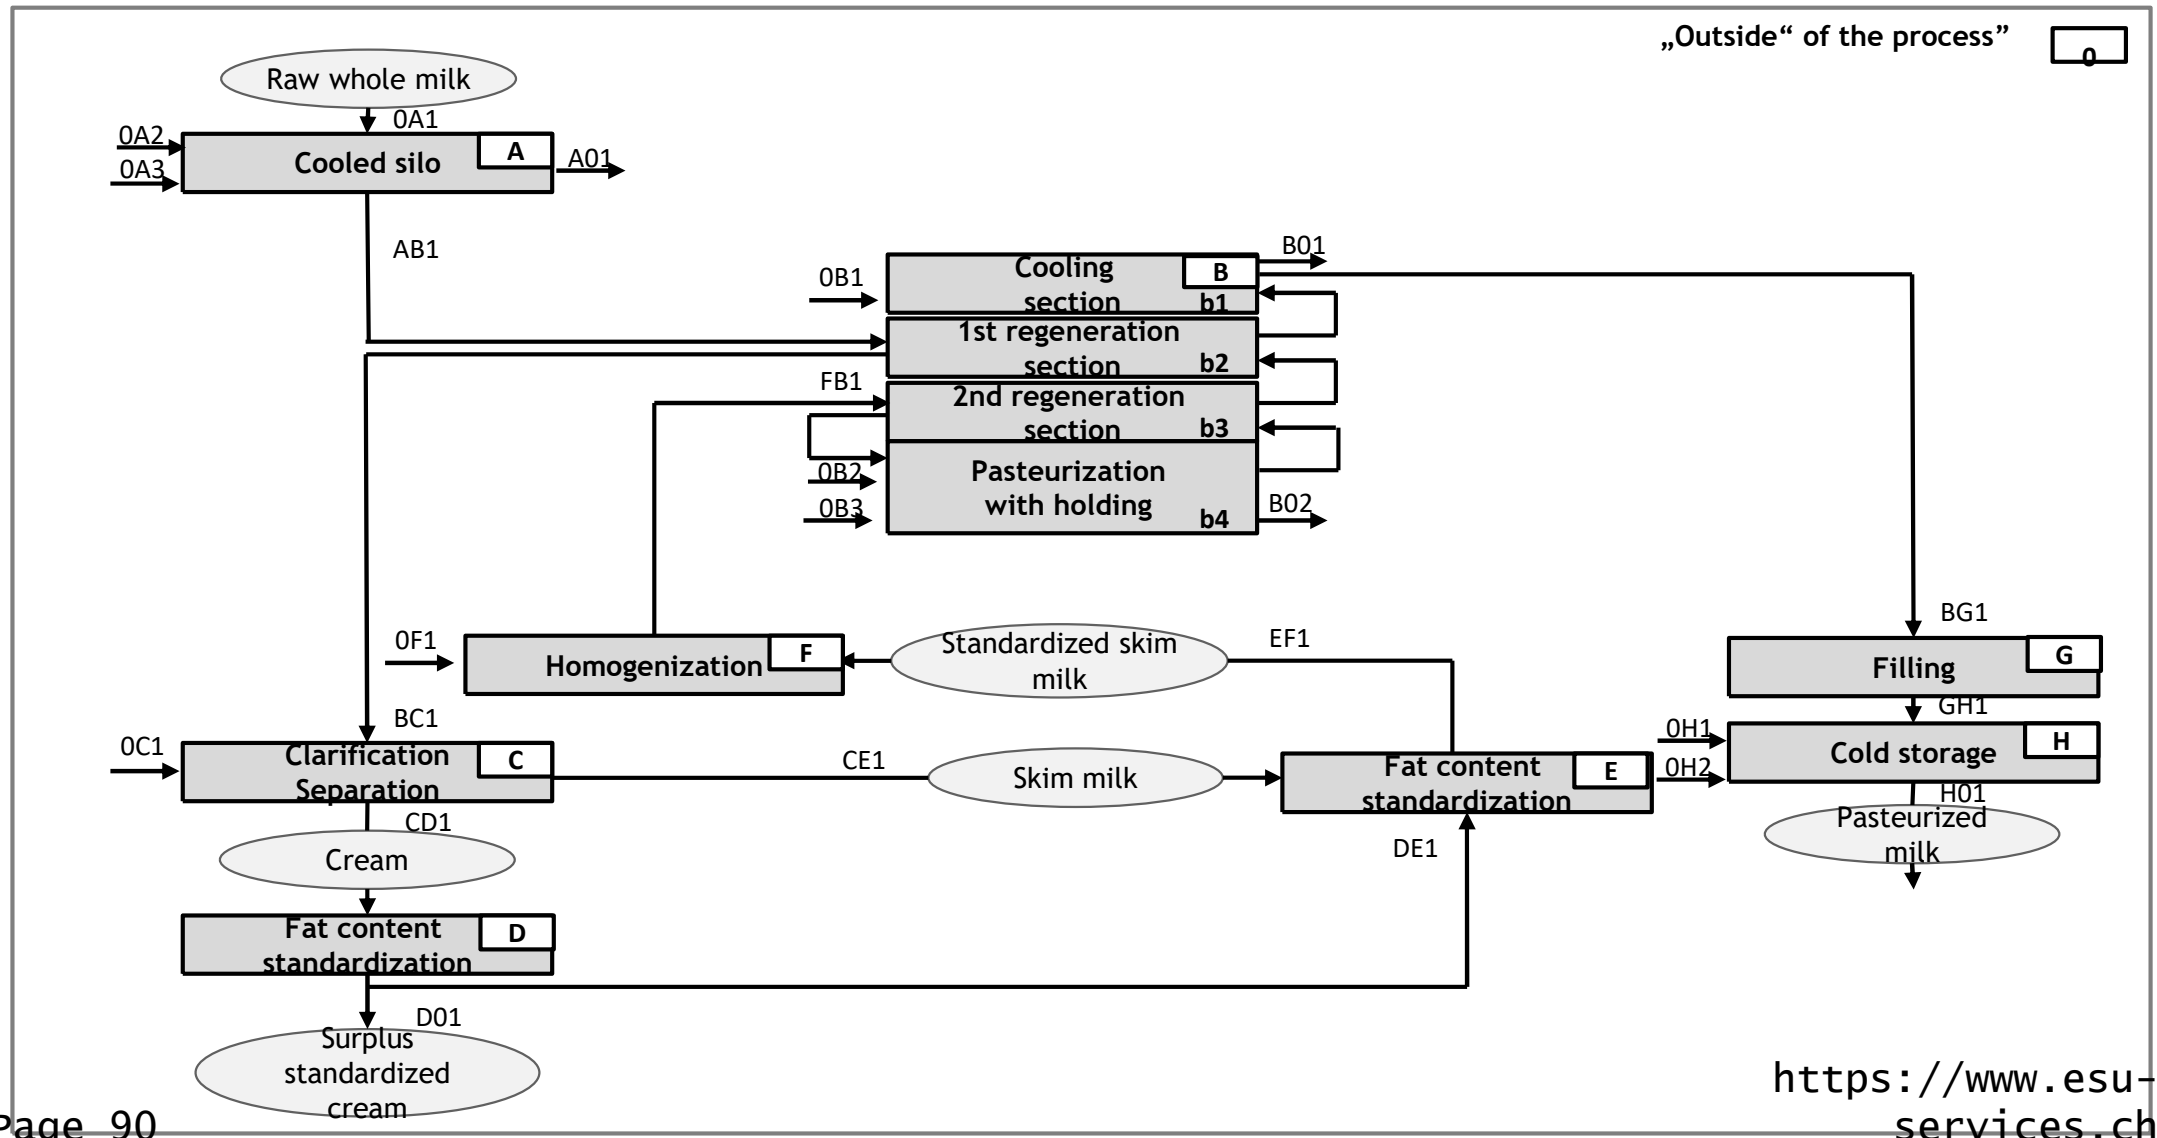 „Outside“ of the process”
0
Raw whole milk
0A1
0A2
0A3
Cooled silo
A
A01
AB1
B01
0B1
Cooling
section
B
b1
1st regeneration
section
b2
FB1
2nd regeneration
section
b3
0B2
0B3
Pasteurization
with holding
b4
B02
0F1
Homogenization
F
Standardized skim
milk
EF1
BG1
Filling
G
GH1
BC1
0C1
Clarification
Separation
C
CE1
Skim milk
Fat content
standardization
E
0H1
0H2
Cold storage
H
H01
Pasteurized
milk
CD1
Cream
DE1
Fat content
standardization
D
D01
Surplus
standardized
cream
https://www.esu-
services.ch
Page 90